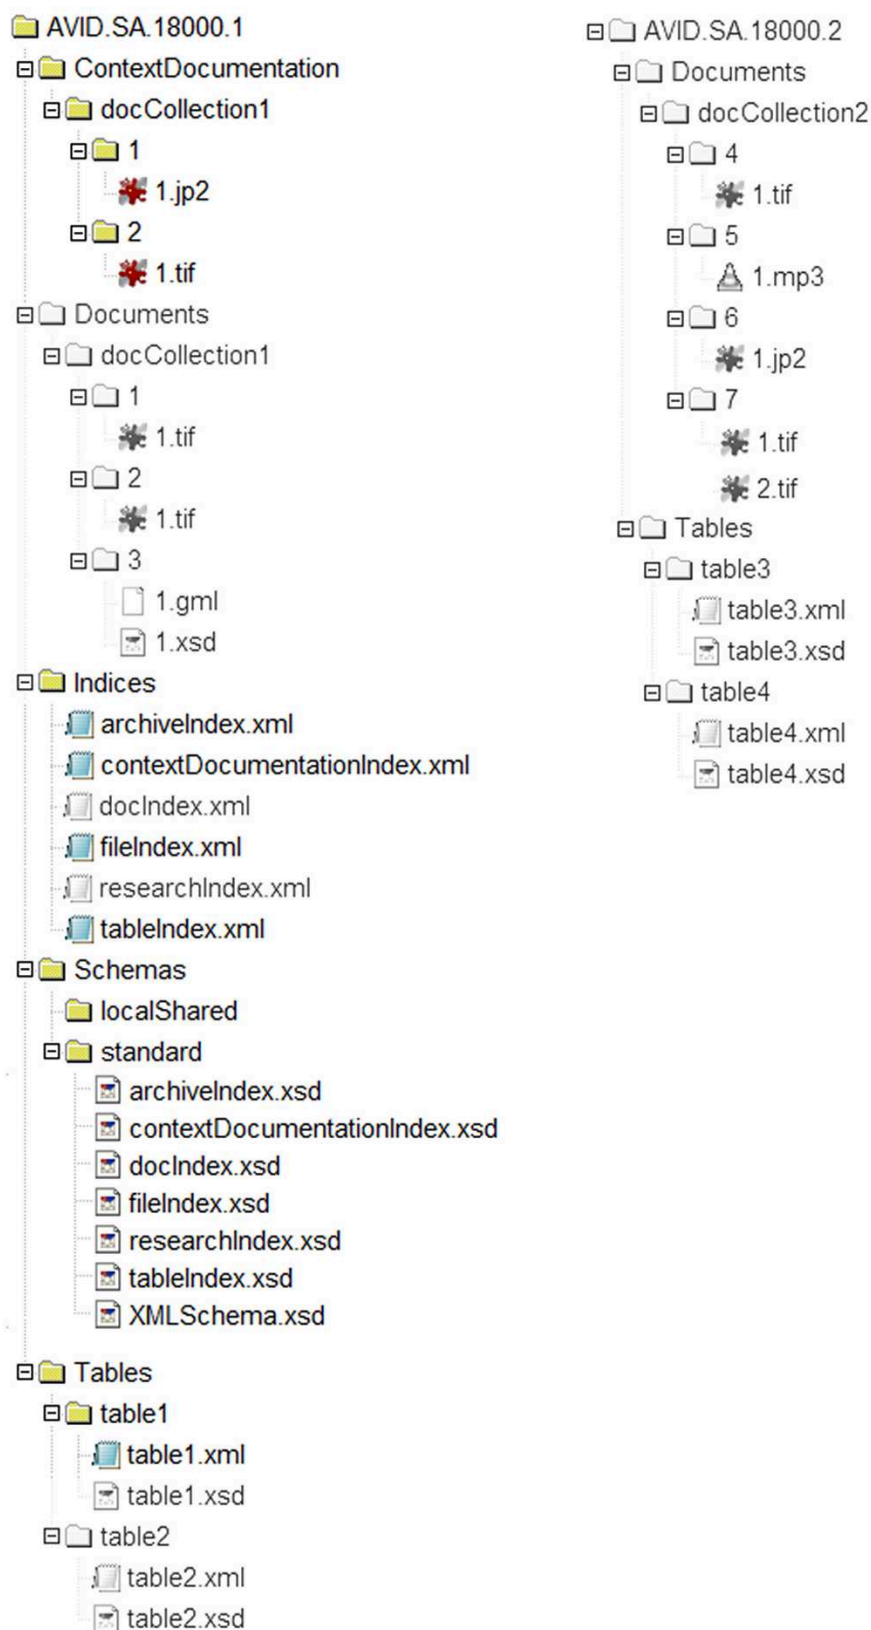 AVID.SA.18000.1
ContextDocumentation
docCollection1
1
1.jp2
2
1.tif
Documents
docCollection1
1
1.tif
2
1.tif
3
1.gml
1.xsd
Indices
archiveIndex.xml
contextDocumentationIndex.xml
docIndex.xml
fileIndex.xml
researchIndex.xml
tableIndex.xml
Schemas
localShared
standard
archiveIndex.xsd
contextDocumentationIndex.xsd
docIndex.xsd
fileIndex.xsd
researchIndex.xsd
tableIndex.xsd
XMLSchema.xsd
Tables
table1
table1.xml
table1.xsd
table2
table2.xml
table2.xsd
AVID.SA.18000.2
Documents
docCollection2
4
1.tif
5
1.mp3
6
1.jp2
7
1.tif
2.tif
Tables
table3
table3.xml
table3.xsd
table4
table4.xml
table4.xsd